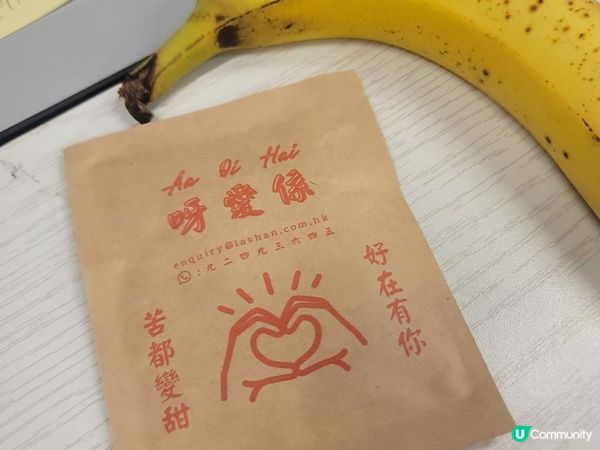 Aa Oi Hai
呀愛係
enquiry@lashan.com.hk
:九二四九三六四五
好在有你
苦都變甜
U Community